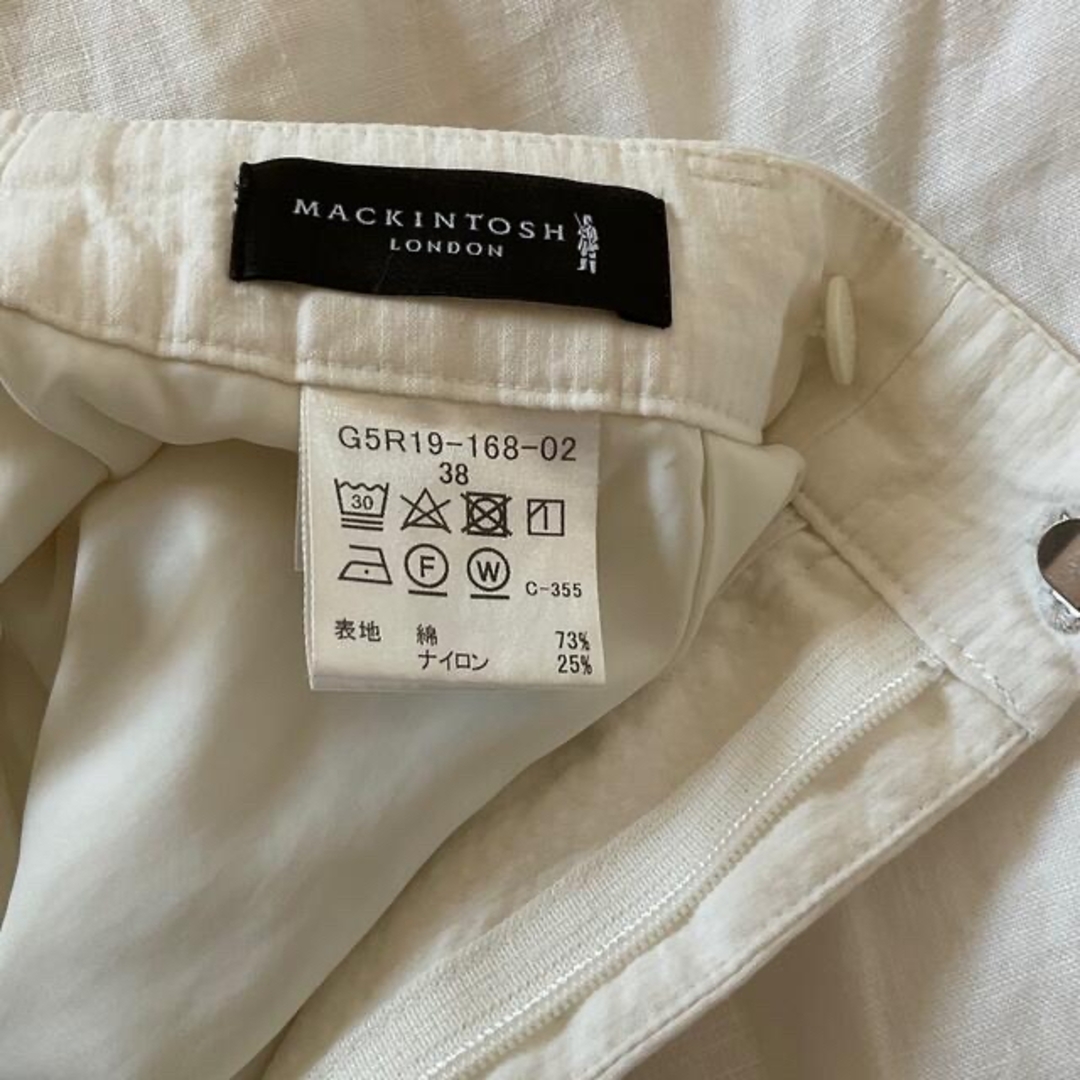 MACKINTOSH
LONDON
G5R19-168-02
38
30
F W C-355
表地 綿 73%
ナイロン 25%